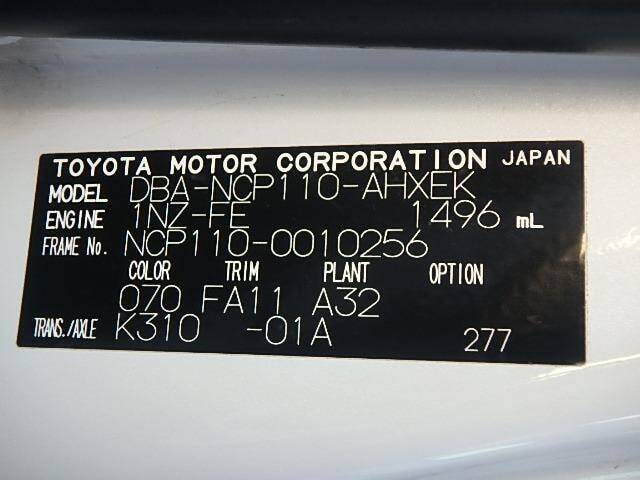 TOYOTA MOTOR CORPORATION JAPAN
MODEL DBA-NCP110-AHXEK
ENGINE 1NZ-FE 1496 mL
FRAME No. NCP110-0010256
COLOR TRIM PLANT OPTION
070 FA11 A32
TRANS./AXLE K310 -01A 277